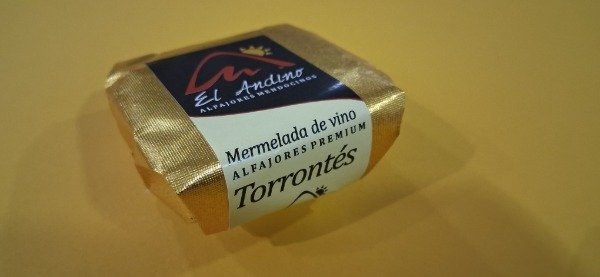 El Andino
ALFAJORES MENDOCINOS
Mermelada de vino
ALFAJORES PREMIUM
Torrontés